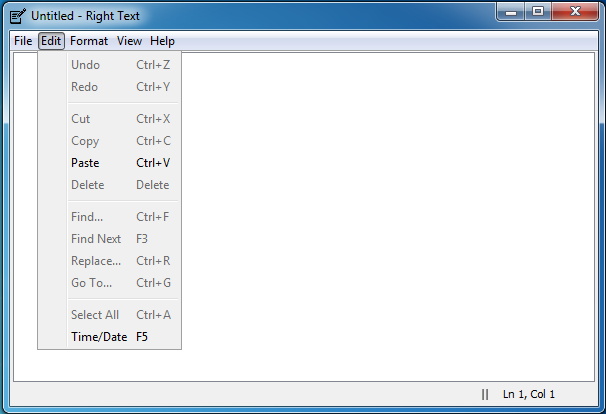 Untitled - Right Text
File Edit Format View Help
Undo Ctrl+Z
Redo Ctrl+Y
Cut Ctrl+X
Copy Ctrl+C
Paste Ctrl+V
Delete Delete
Find... Ctrl+F
Find Next F3
Replace... Ctrl+R
Go To... Ctrl+G
Select All Ctrl+A
Time/Date F5
Ln 1, Col 1